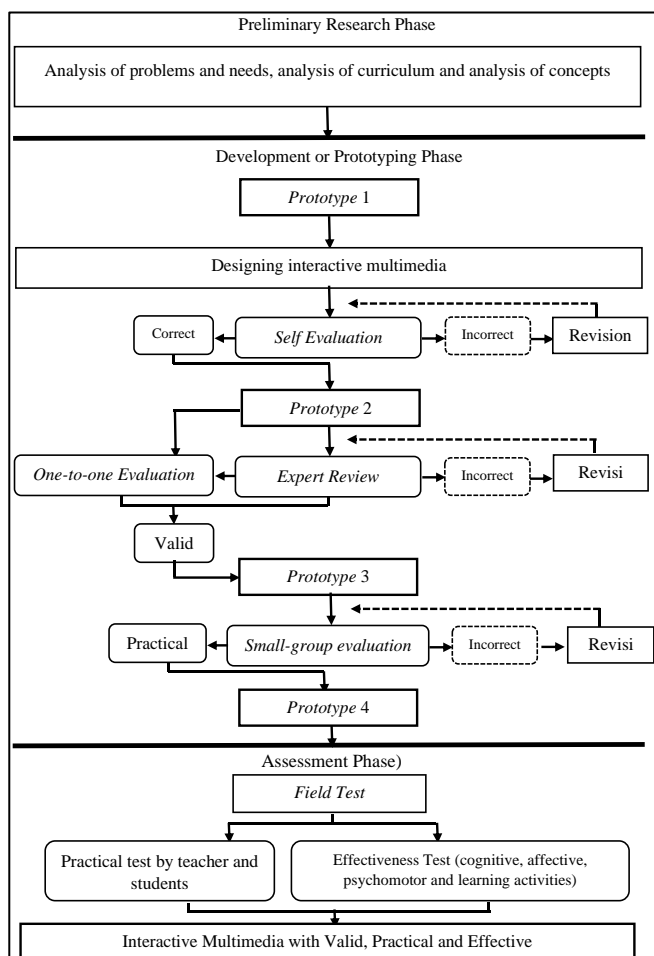 Preliminary Research Phase
Analysis of problems and needs, analysis of curriculum and analysis of concepts
Development or Prototyping Phase
Prototype 1
Designing interactive multimedia
Correct
Self Evaluation
Incorrect
Revision
Prototype 2
One-to-one Evaluation
Expert Review
Incorrect
Revisi
Valid
Prototype 3
Practical
Small-group evaluation
Incorrect
Revisi
Prototype 4
Assessment Phase)
Field Test
Practical test by teacher and
students
Effectiveness Test (cognitive, affective,
psychomotor and learning activities)
Interactive Multimedia with Valid, Practical and Effective